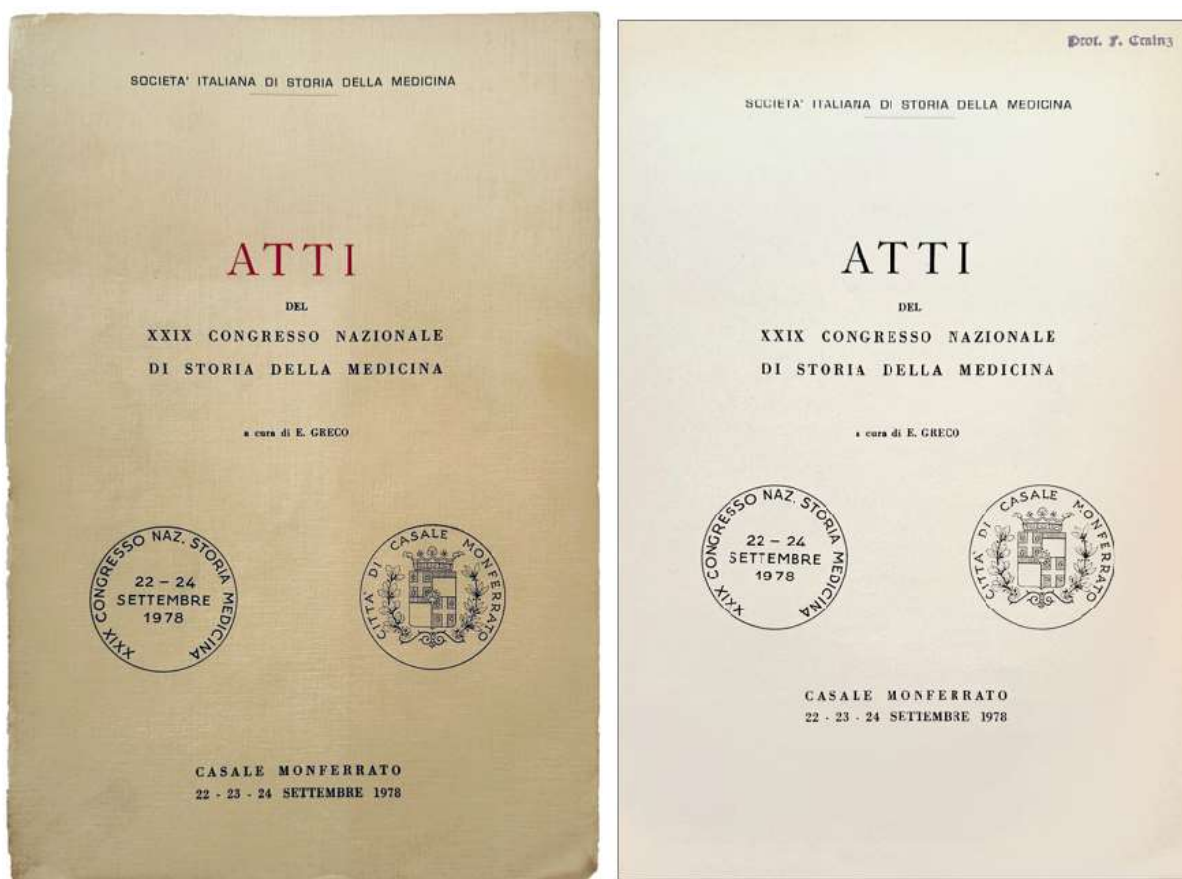 SOCIETA' ITALIANA DI STORIA DELLA MEDICINA
ATTI
DEL
XXIX CONGRESSO NAZIONALE
DI STORIA DELLA MEDICINA
a cura di E. GRECO
XXIX CONGRESSO NAZ. STORIA MEDICINA
22 - 24
SETTEMBRE
1978
CITTA' DI CASALE MONFERRATO
CASALE MONFERRATO
22 - 23 - 24 SETTEMBRE 1978
Prof. F. Crainz
SOCIETA' ITALIANA DI STORIA DELLA MEDICINA
ATTI
DEL
XXIX CONGRESSO NAZIONALE
DI STORIA DELLA MEDICINA
a cura di E. GRECO
XXIX CONGRESSO NAZ. STORIA MEDICINA
22 - 24
SETTEMBRE
1978
CITTA' DI CASALE MONFERRATO
CASALE MONFERRATO
22 - 23 - 24 SETTEMBRE 1978